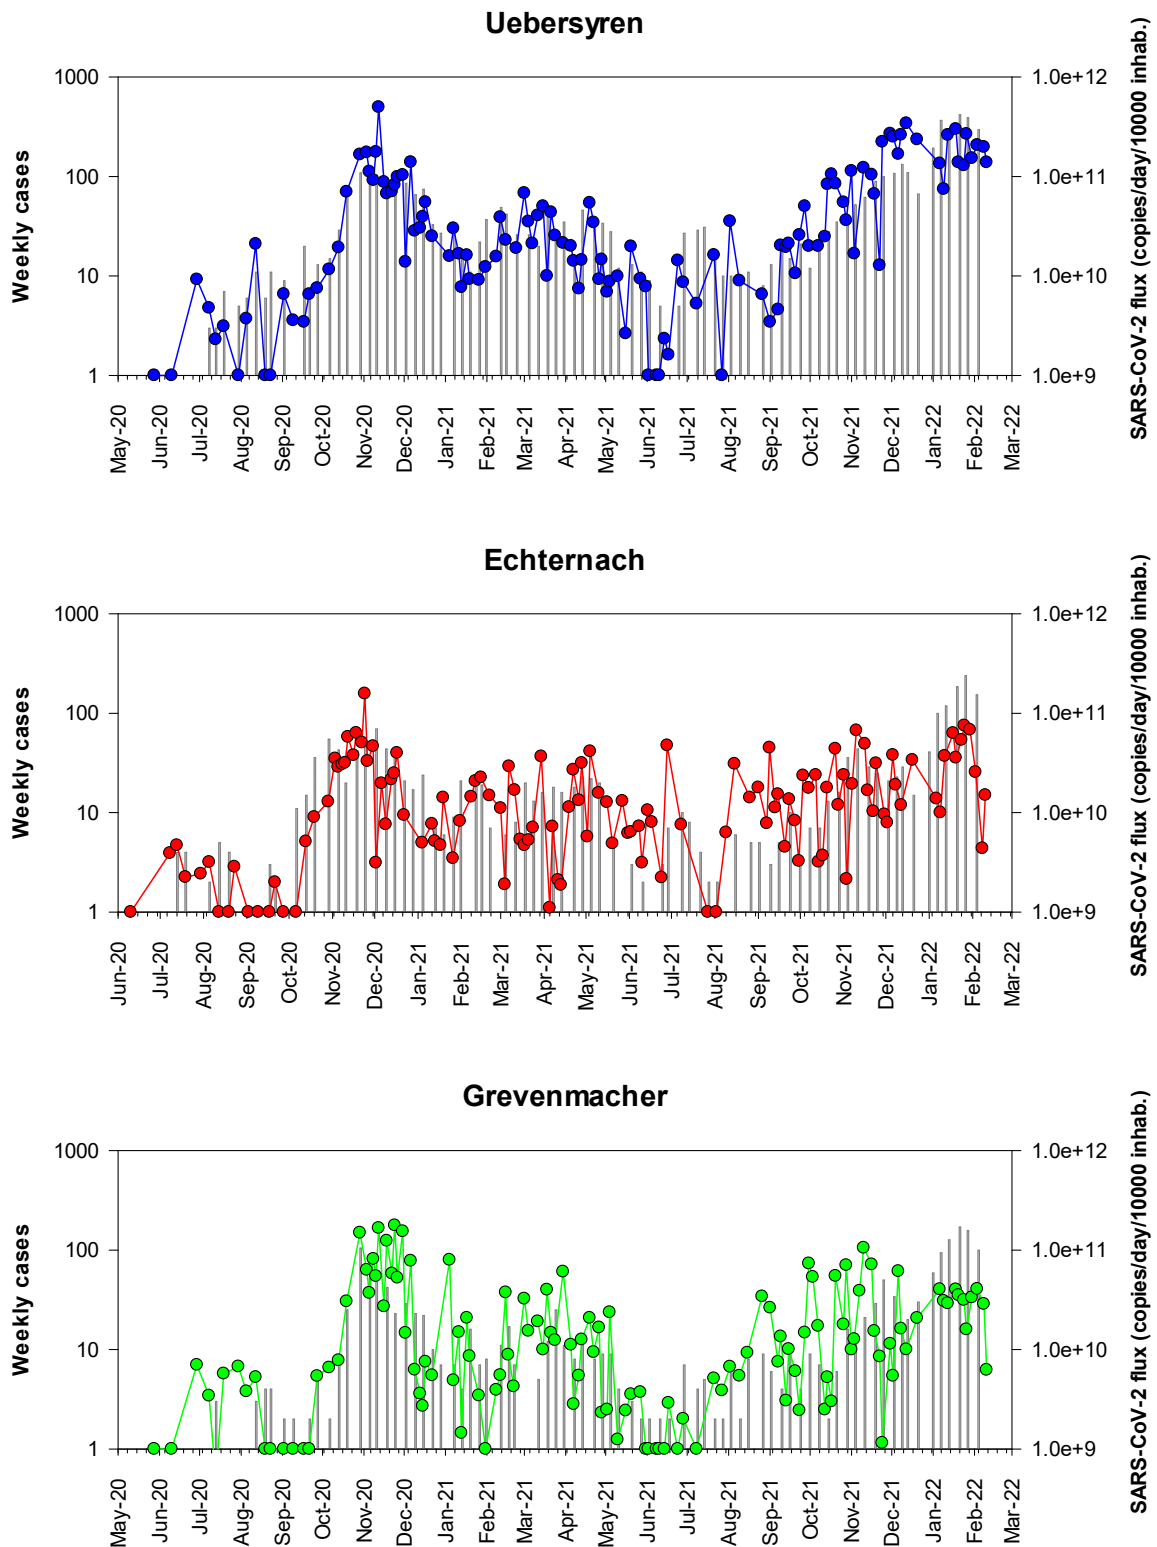 Uebersyren
Weekly cases
SARS-CoV-2 flux (copies/day/10000 inhab.)
1000
100
10
1
1.0e+12
1.0e+11
1.0e+10
1.0e+9
May-20
Jun-20
Jul-20
Aug-20
Sep-20
Oct-20
Nov-20
Dec-20
Jan-21
Feb-21
Mar-21
Apr-21
May-21
Jun-21
Jul-21
Aug-21
Sep-21
Oct-21
Nov-21
Dec-21
Jan-22
Feb-22
Mar-22
Echternach
Weekly cases
SARS-CoV-2 flux (copies/day/10000 inhab.)
1000
100
10
1
1.0e+12
1.0e+11
1.0e+10
1.0e+9
Jun-20
Jul-20
Aug-20
Sep-20
Oct-20
Nov-20
Dec-20
Jan-21
Feb-21
Mar-21
Apr-21
May-21
Jun-21
Jul-21
Aug-21
Sep-21
Oct-21
Nov-21
Dec-21
Jan-22
Feb-22
Mar-22
Grevenmacher
Weekly cases
SARS-CoV-2 flux (copies/day/10000 inhab.)
1000
100
10
1
1.0e+12
1.0e+11
1.0e+10
1.0e+9
May-20
Jun-20
Jul-20
Aug-20
Sep-20
Oct-20
Nov-20
Dec-20
Jan-21
Feb-21
Mar-21
Apr-21
May-21
Jun-21
Jul-21
Aug-21
Sep-21
Oct-21
Nov-21
Dec-21
Jan-22
Feb-22
Mar-22